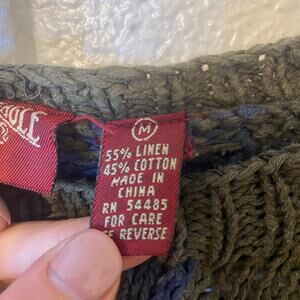 M
55% LINEN
45% COTTON
MADE IN
CHINA
RN 54485
FOR CARE
REVERSE